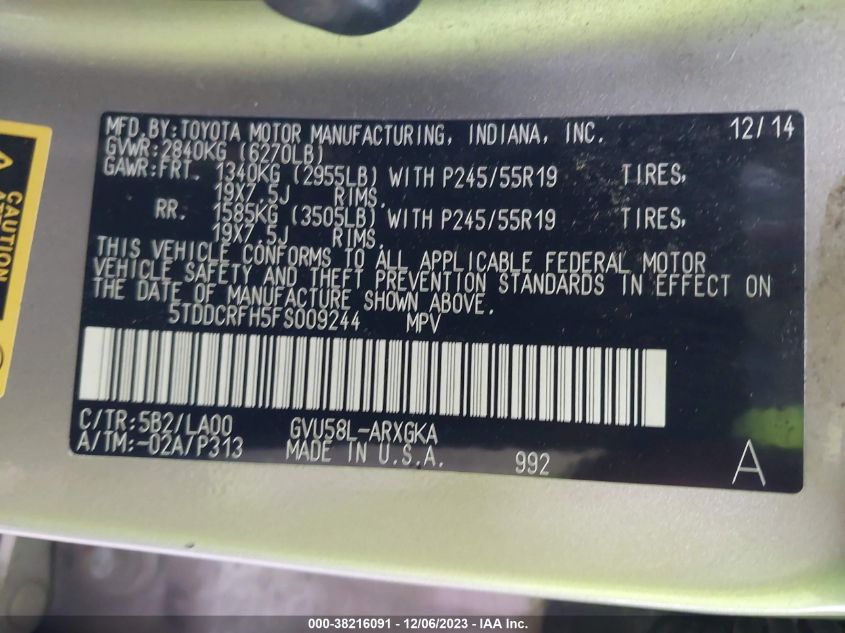 MFD.BY:TOYOTA MOTOR MANUFACTURING, INDIANA, INC. 12/14
GVWR:2840KG (6270LB)
GAWR:FRT. 1340KG (2955LB) WITH P245/55R19 TIRES,
19X7.5J RIMS.
RR. 1585KG (3505LB) WITH P245/55R19 TIRES,
19X7.5J RIMS.
THIS VEHICLE CONFORMS TO ALL APPLICABLE FEDERAL MOTOR
VEHICLE SAFETY AND THEFT PREVENTION STANDARDS IN EFFECT ON
THE DATE OF MANUFACTURE SHOWN ABOVE.
5TDDCRFH5FS009244 MPV
C/TR:5B2/LA00 GVU58L-ARXGKA
A/TM:-02A/P313 MADE IN U.S.A. 992 A
CAUTION
000-38216091 - 12/06/2023 - IAA Inc.